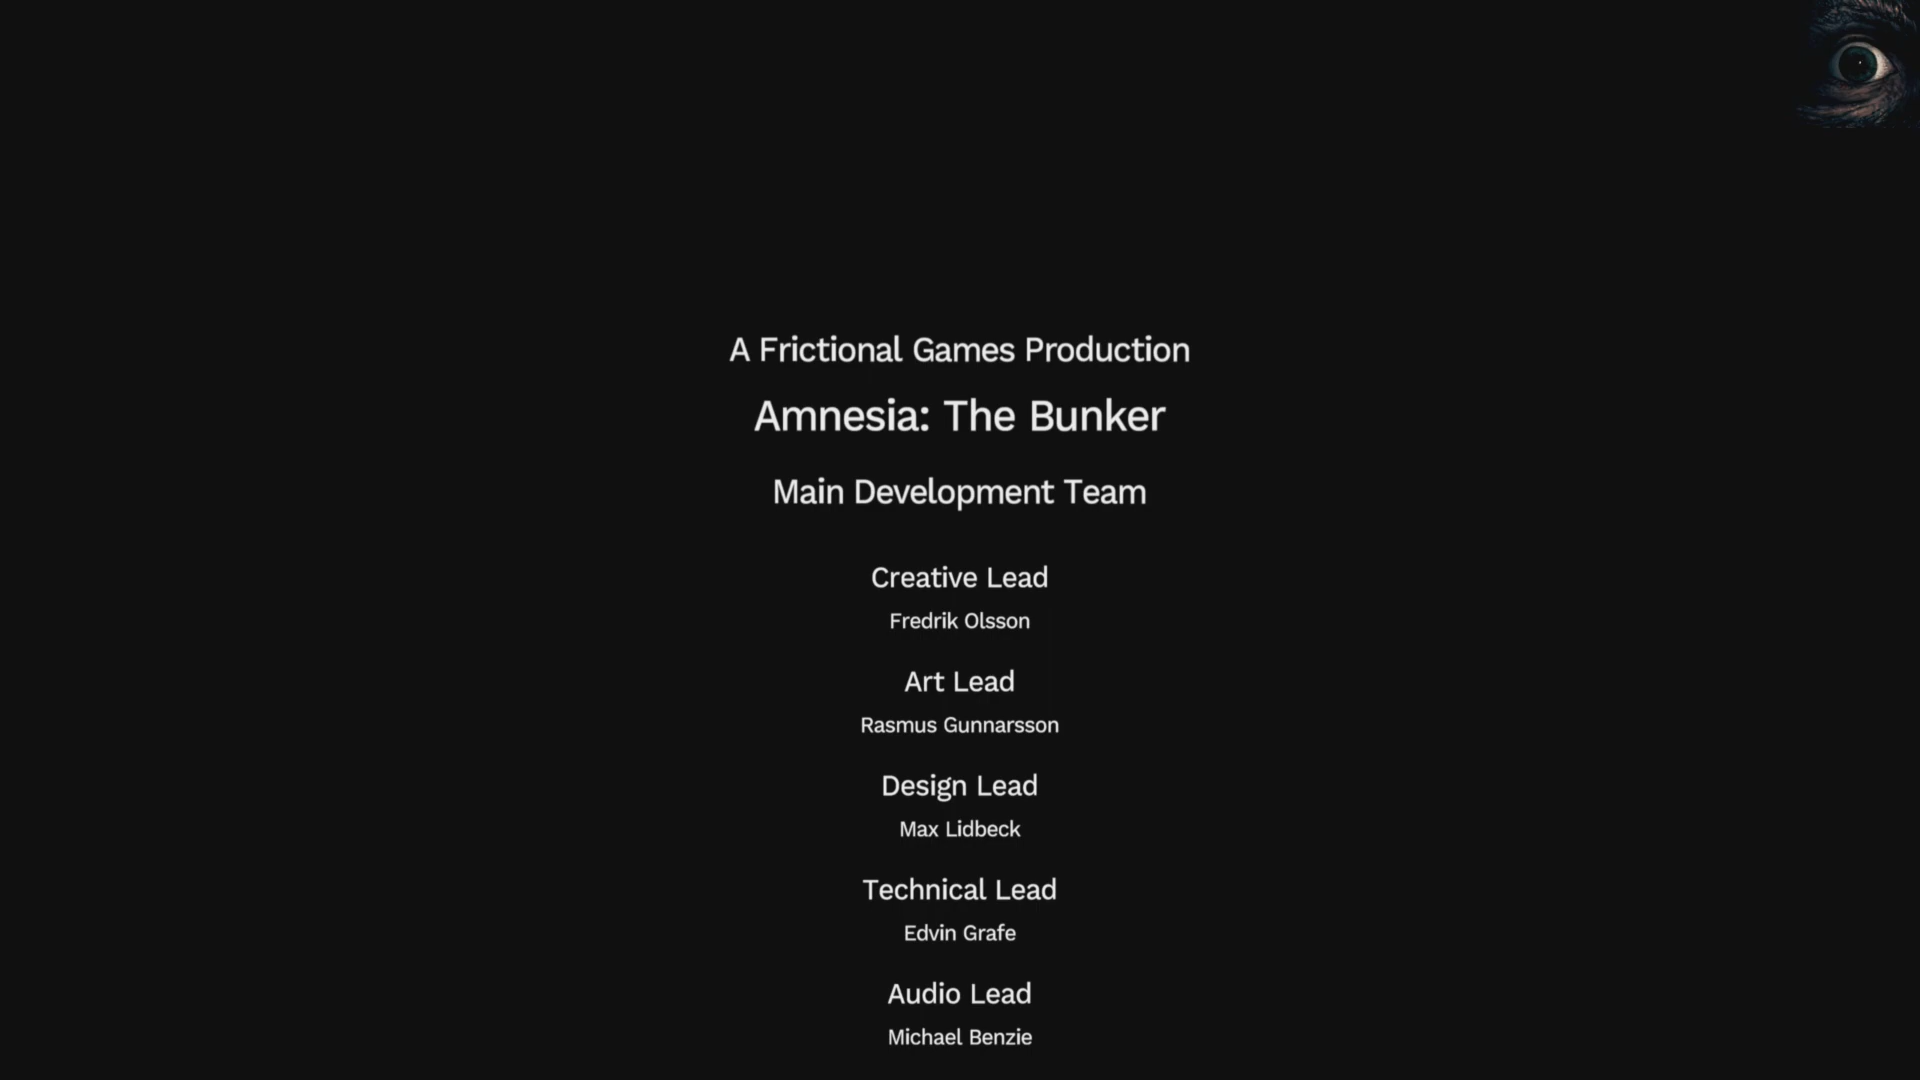 A Frictional Games Production
Amnesia: The Bunker
Main Development Team
Creative Lead
Fredrik Olsson
Art Lead
Rasmus Gunnarsson
Design Lead
Max Lidbeck
Technical Lead
Edvin Grafe
Audio Lead
Michael Benzie